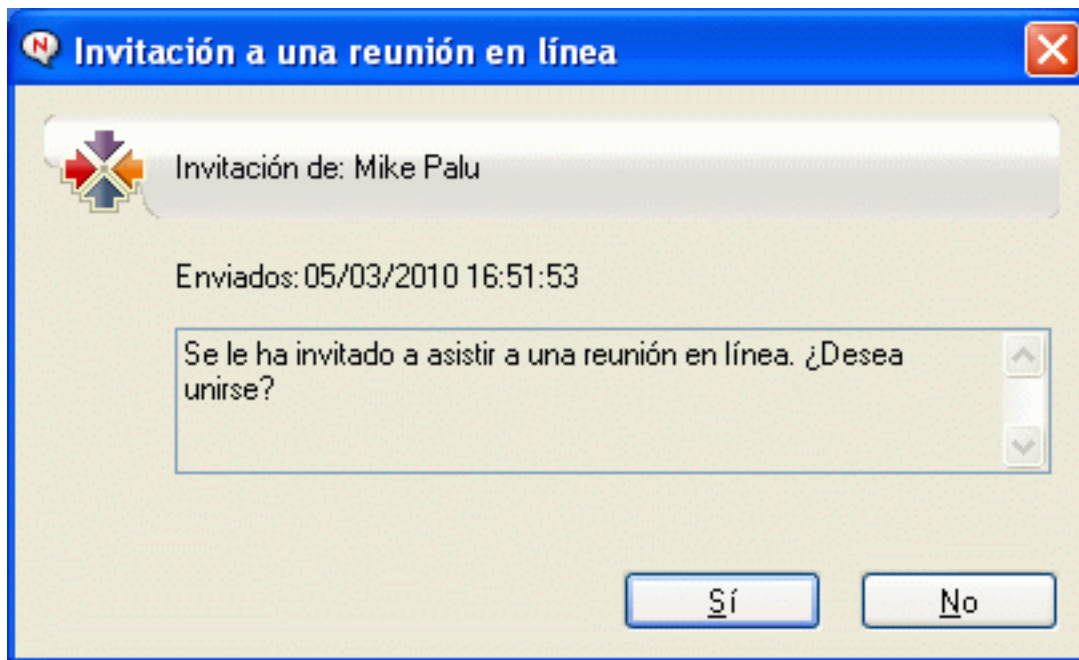 N
Invitación a una reunión en línea
Invitación de: Mike Palu
Enviados: 05/03/2010 16:51:53
Se le ha invitado a asistir a una reunión en línea. ¿Desea
unirse?
Sí
No